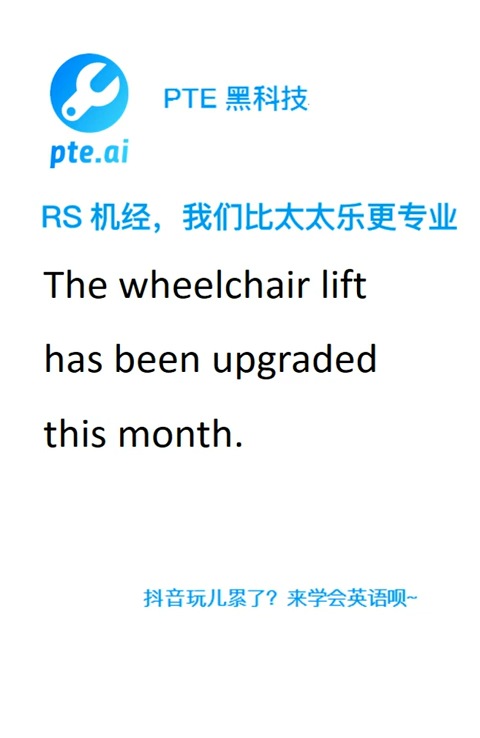 PTE 黑科技
pte.ai
RS 机经，我们比太太乐更专业
The wheelchair lift
has been upgraded
this month.
抖音玩儿累了？来学会英语呗~